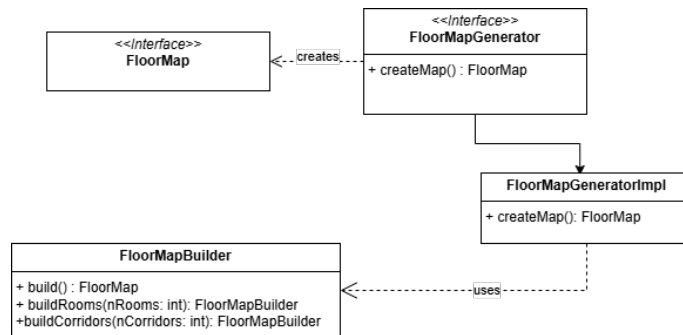 <<Interface>>
FloorMap
creates
<<Interface>>
FloorMapGenerator
+ createMap() : FloorMap
FloorMapGeneratorImpl
+ createMap(): FloorMap
FloorMapBuilder
+ build() : FloorMap
+ buildRooms(nRooms: int): FloorMapBuilder
+buildCorridors(nCorridors: int): FloorMapBuilder
uses